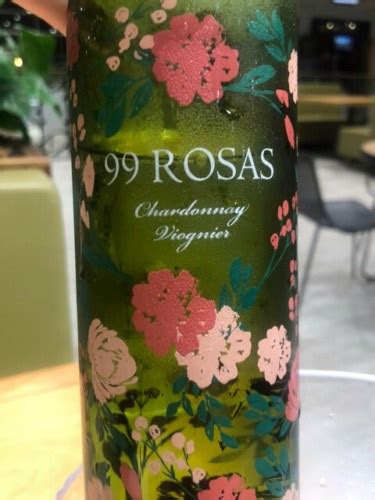 99 ROSAS
Chardonnay
Viognier